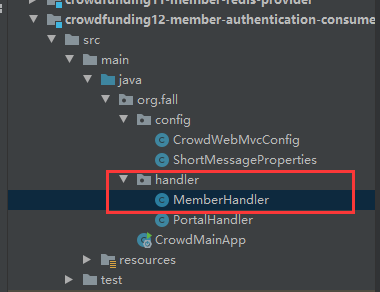 crowdfunding11-member-redis-provider
crowdfunding12-member-authentication-consume
src
main
java
org.fall
config
CrowdWebMvcConfig
ShortMessageProperties
handler
MemberHandler
PortalHandler
CrowdMainApp
resources
test